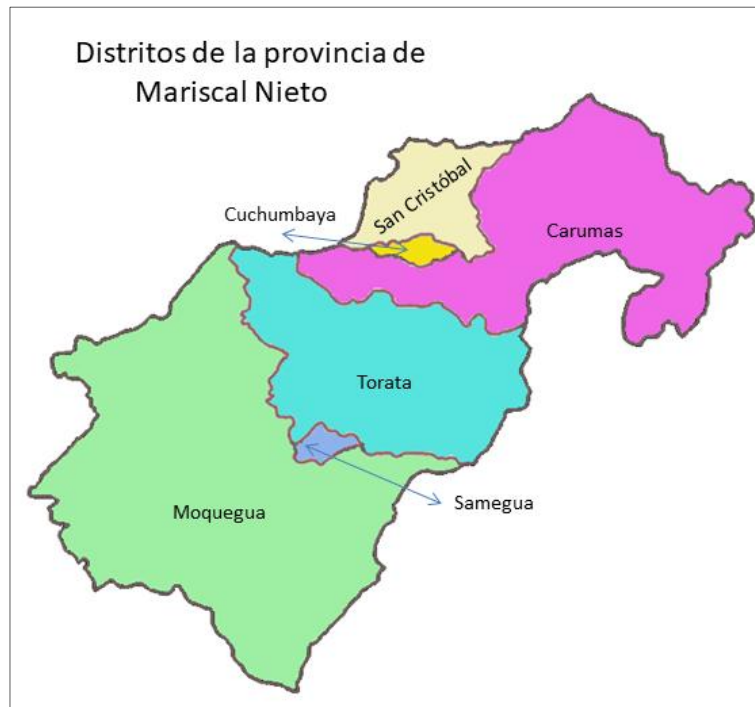 Distritos de la provincia de
Mariscal Nieto
San Cristóbal
Cuchumbaya
Carumas
Torata
Samegua
Moquegua